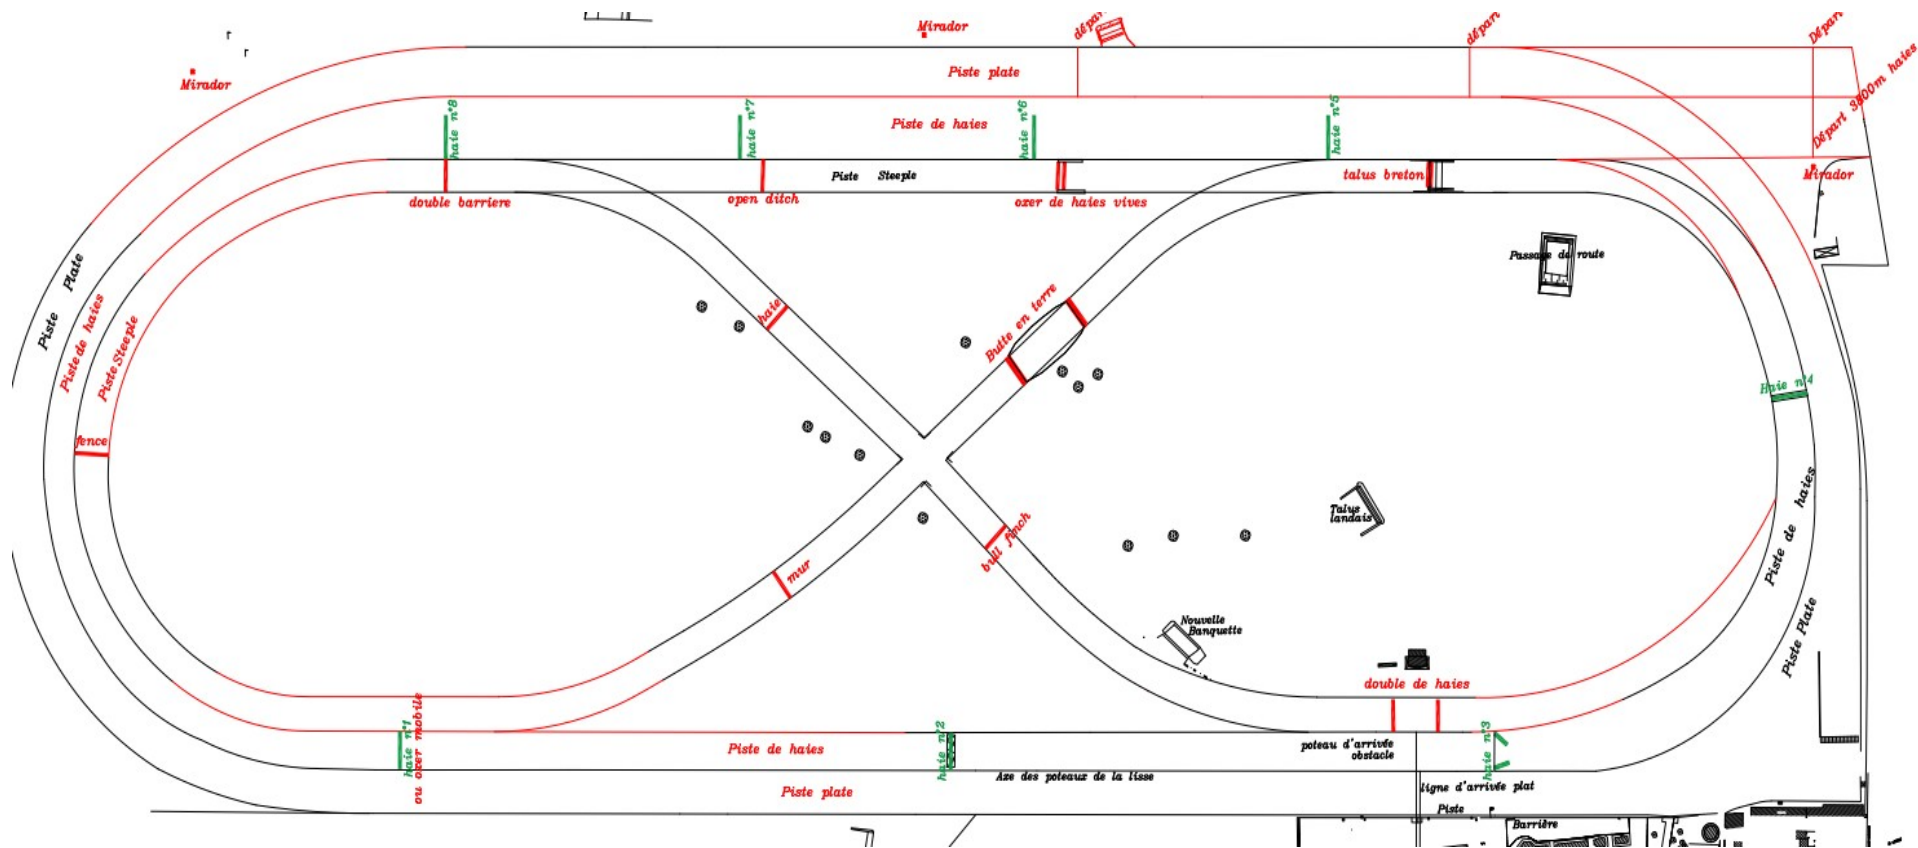 Mirador
départ
départ
Départ
Mirador
Piste plate
Départ 3800m haies
haie n°8
haie n°7
haie n°6
haie n°5
Piste de haies
Piste Steeple
talus breton
Mirador
double barriere
open ditch
oxer de haies vives
Passage de route
Piste Plate
Piste de haies
Piste Steeple
haie
Butte en terre
Haie n°4
fence
Talus
landais
Piste de haies
bull finch
mur
Nouvelle
Banquette
Piste Plate
double de haies
haie n°1
ou oxer mobile
Piste de haies
haie n°2
poteau d'arrivée
obstacle
haie n°3
Axe des poteaux de la lisse
Piste plate
ligne d'arrivée plat
Piste
Barrière